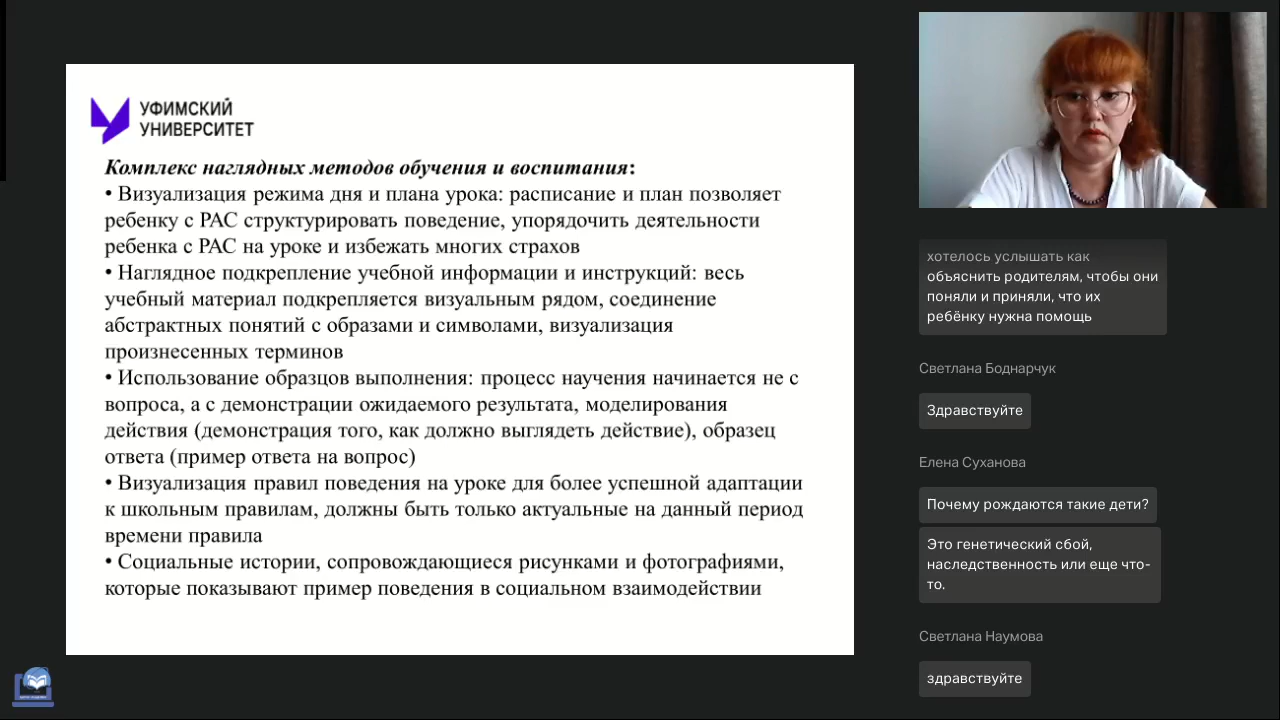 УФИМСКИЙ
УНИВЕРСИТЕТ
Комплекс наглядных методов обучения и воспитания:
• Визуализация режима дня и плана урока: расписание и план позволяет
ребенку с РАС структурировать поведение, упорядочить деятельности
ребенка с РАС на уроке и избежать многих страхов
• Наглядное подкрепление учебной информации и инструкций: весь
учебный материал подкрепляется визуальным рядом, соединение
абстрактных понятий с образами и символами, визуализация
произнесенных терминов
• Использование образцов выполнения: процесс научения начинается не с
вопроса, а с демонстрации ожидаемого результата, моделирования
действия (демонстрация того, как должно выглядеть действие), образец
ответа (пример ответа на вопрос)
• Визуализация правил поведения на уроке для более успешной адаптации
к школьным правилам, должны быть только актуальные на данный период
времени правила
• Социальные истории, сопровождающиеся рисунками и фотографиями,
которые показывают пример поведения в социальном взаимодействии
хотелось услышать как
объяснить родителям, чтобы они
поняли и приняли, что их
ребёнку нужна помощь
Светлана Боднарчук
Здравствуйте
Елена Суханова
Почему рождаются такие дети?
Это генетический сбой,
наследственность или еще что-
то.
Светлана Наумова
здравствуйте